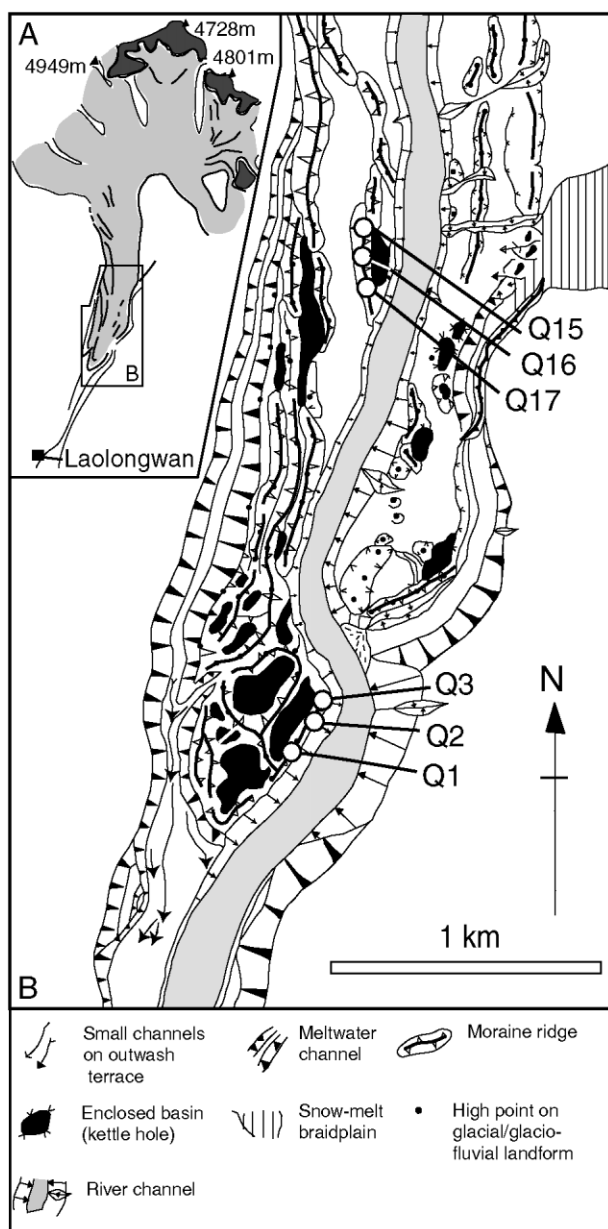 A
4728m
4801m
4949m
B
Laolongwan
Q15
Q16
Q17
Q3
Q2
Q1
N
1 km
B
Small channels
on outwash
terrace
Meltwater
channel
Moraine ridge
Enclosed basin
(kettle hole)
Snow-melt
braidplain
High point on
glacial/glacio-
fluvial landform
River channel